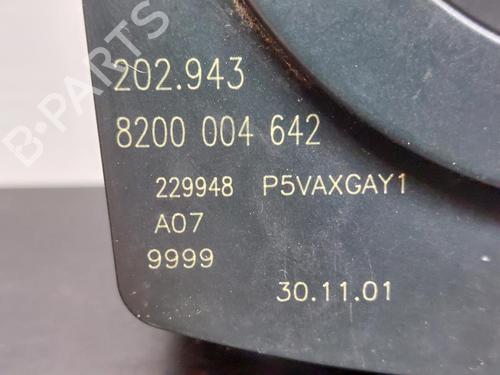 202.943
8200 004 642
229948 P5VAXGAY1
A07
9999
30.11.01
B-PARTS